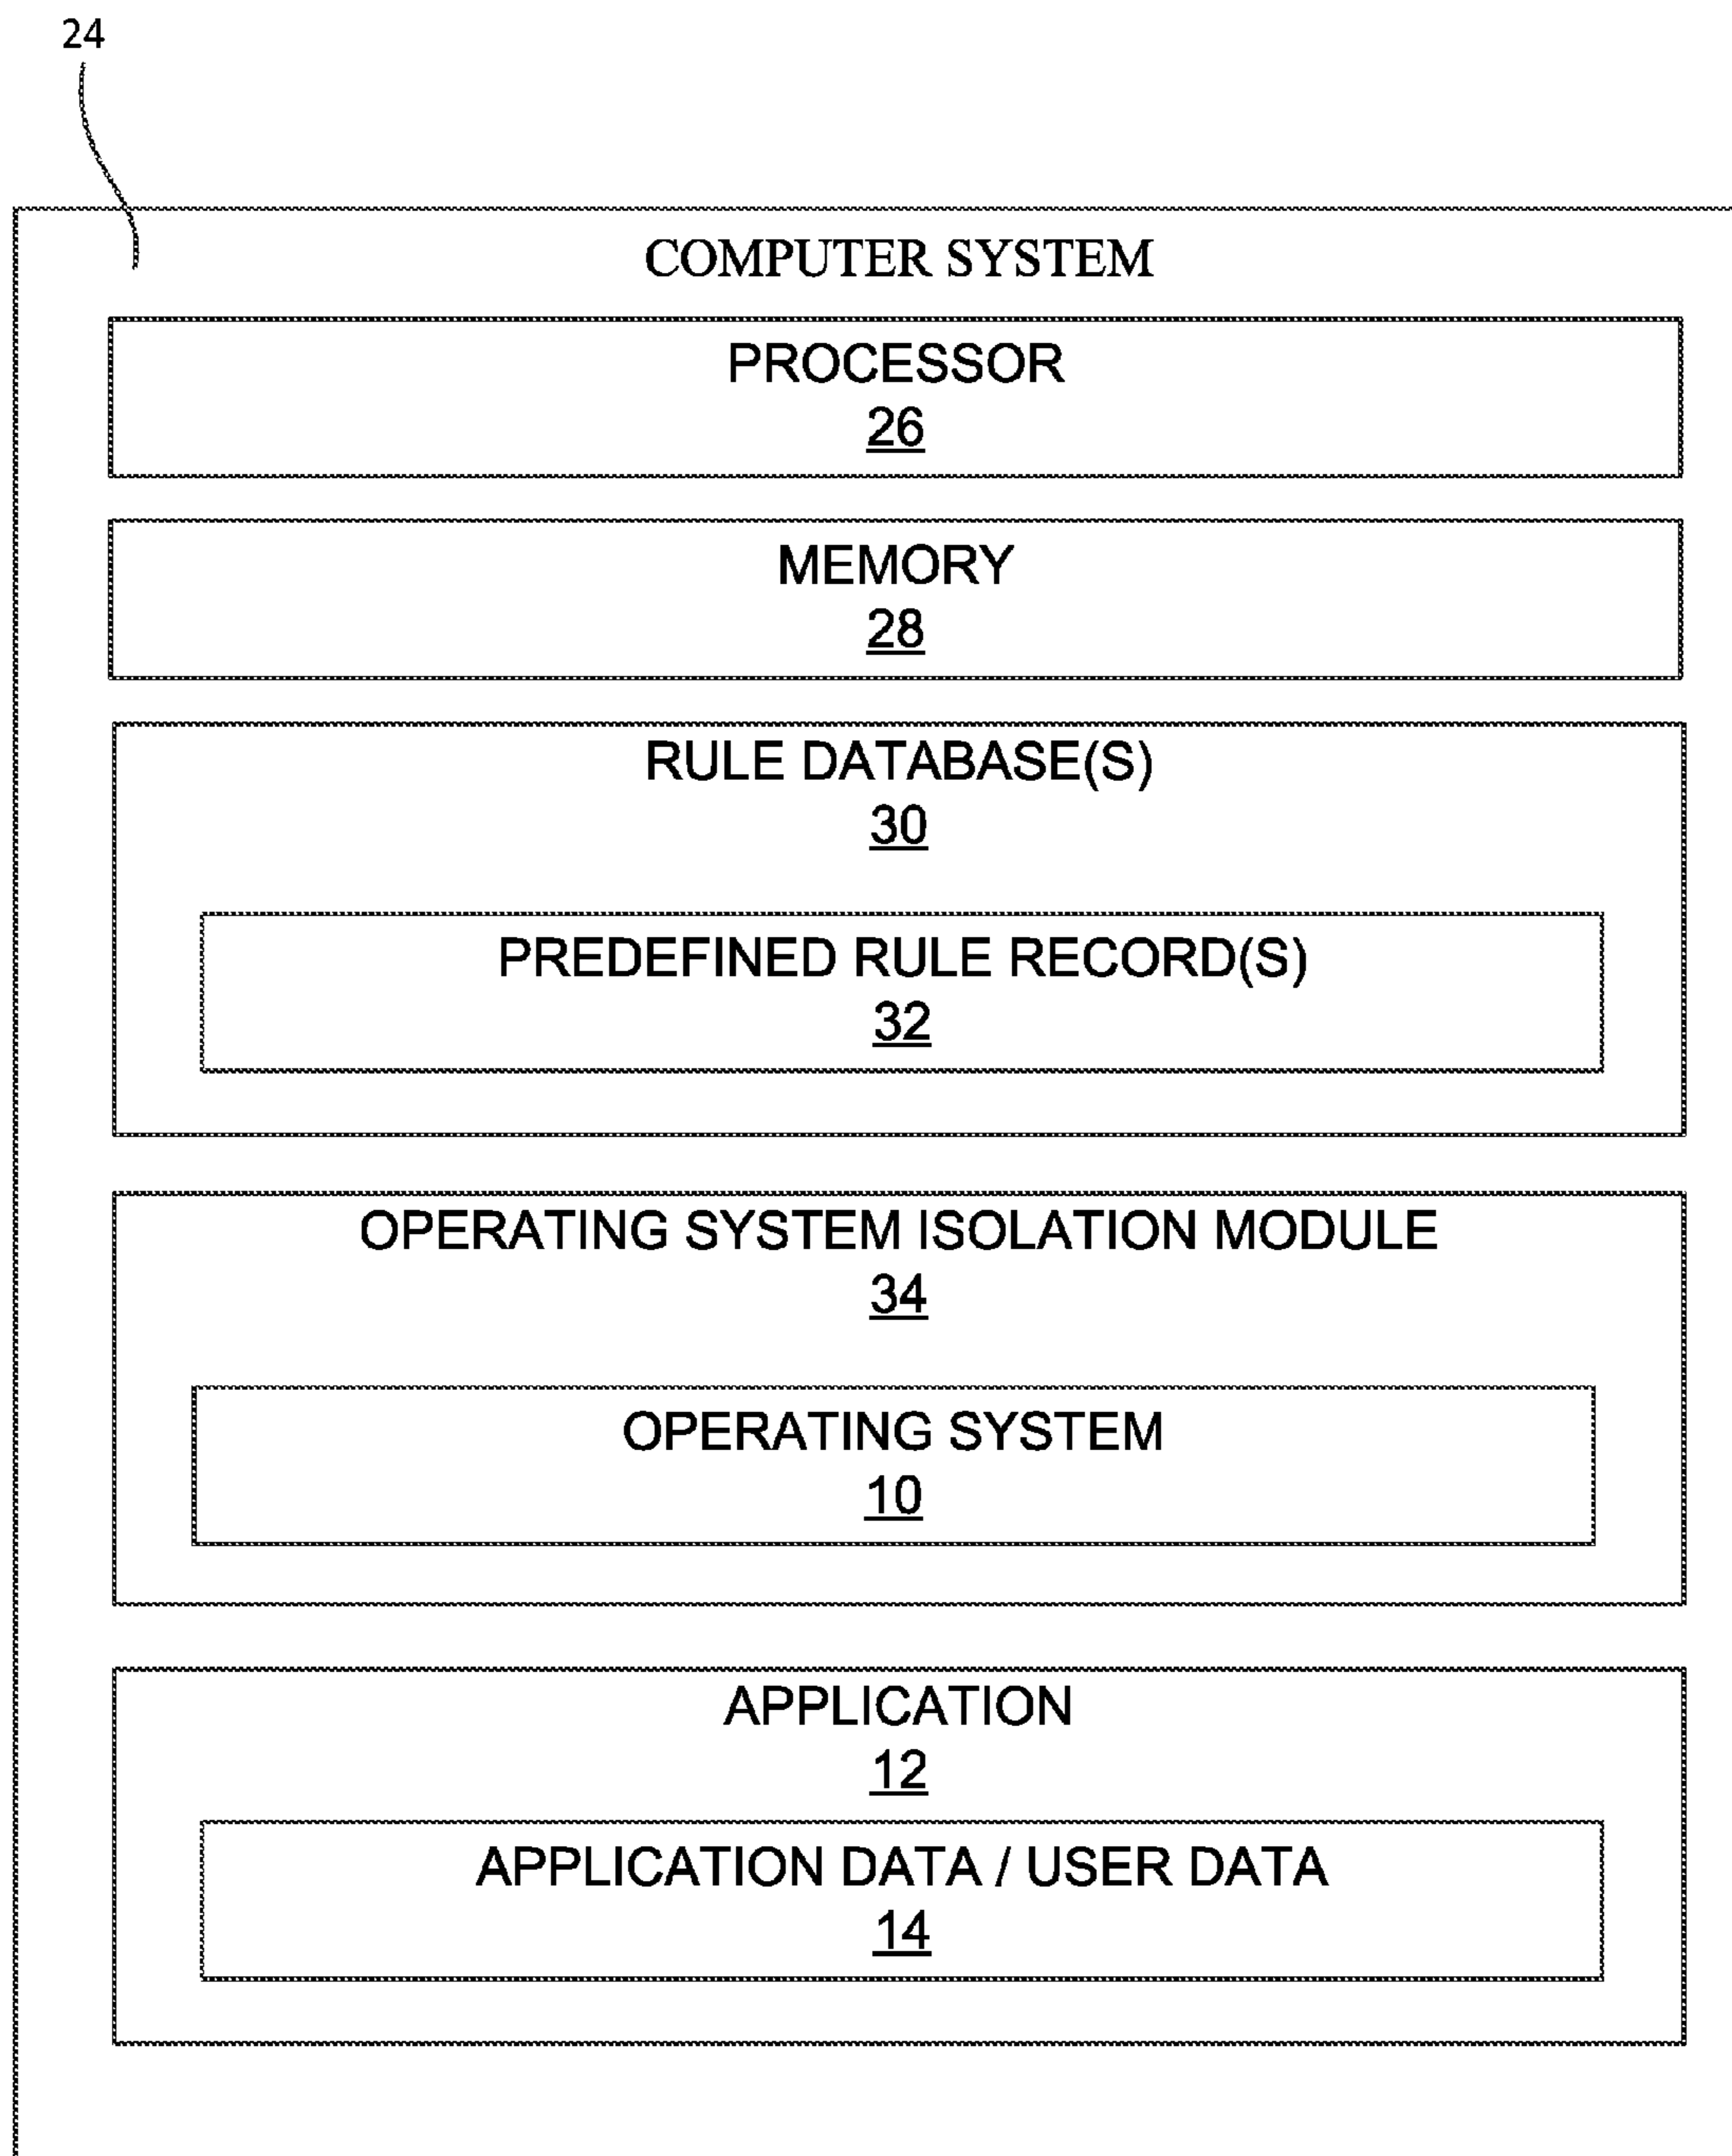 24
COMPUTER SYSTEM
PROCESSOR
26
MEMORY
28
RULE DATABASE(S)
30
PREDEFINED RULE RECORD(S)
32
OPERATING SYSTEM ISOLATION MODULE
34
OPERATING SYSTEM
10
APPLICATION
12
APPLICATION DATA / USER DATA
14